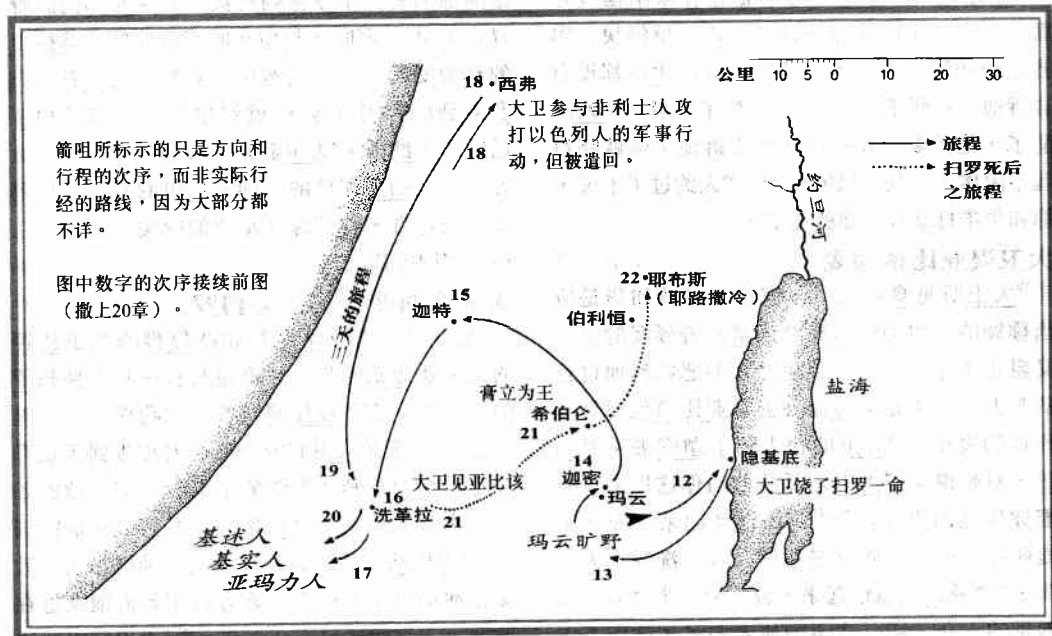 公里 10 5 0 10 20 30
旅程
扫罗死后
之旅程
18 西弗
大卫参与非利士人攻
打以色列人的军事行
动，但被遣回。
18
箭咀所标示的只是方向和
行程的次序，而非实际行
经的路线，因为大部分都
不详。
图中数字的次序接续前图
（撒上20章）。
约旦河
三天的旅程
22 耶布斯
（耶路撒冷）
伯利恒
15
迦特
盐海
膏立为王
希伯仑
21
隐基底
大卫饶了扫罗一命
14
迦密
玛云
12
19
16
洗革拉
大卫见亚比该
21
20
玛云旷野
13
基述人
基实人
亚玛力人
17